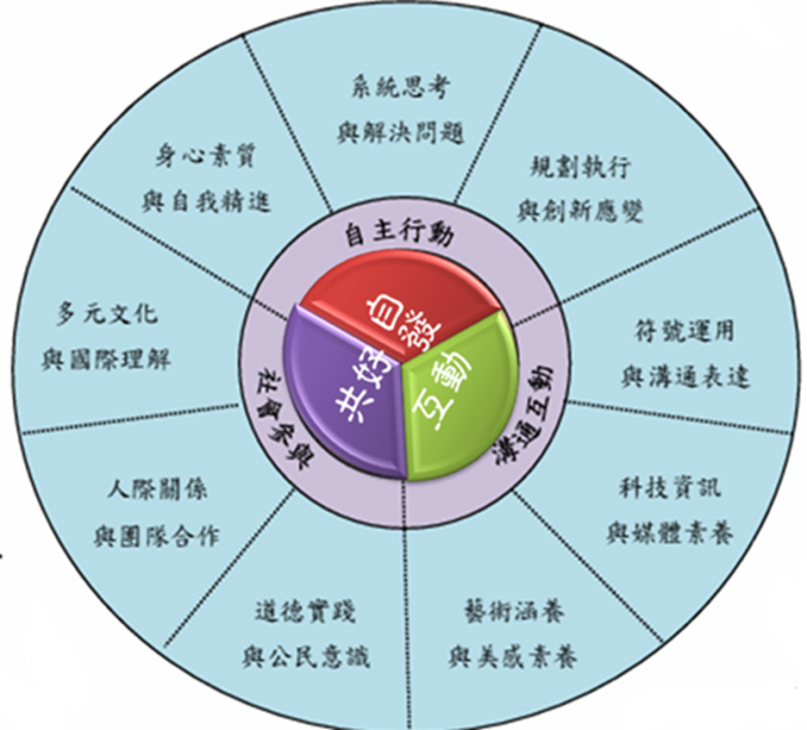 系統思考
與解決問題
身心素質
與自我精進
規劃執行
與創新應變
自主行動
自發
多元文化
與國際理解
共好
互動
符號運用
與溝通表達
社會參與
溝通互動
人際關係
與團隊合作
科技資訊
與媒體素養
道德實踐
與公民意識
藝術涵養
與美感素養